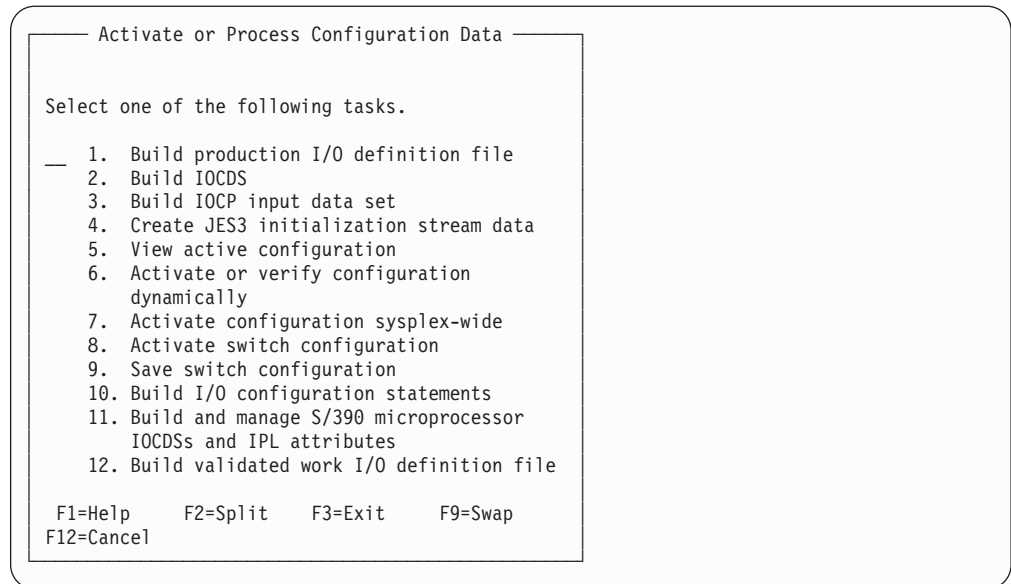 Activate or Process Configuration Data
Select one of the following tasks.
__ 1. Build production I/O definition file
2. Build IOCDS
3. Build IOCP input data set
4. Create JES3 initialization stream data
5. View active configuration
6. Activate or verify configuration
dynamically
7. Activate configuration sysplex-wide
8. Activate switch configuration
9. Save switch configuration
10. Build I/O configuration statements
11. Build and manage S/390 microprocessor
IOCDSs and IPL attributes
12. Build validated work I/O definition file
F1=Help F2=Split F3=Exit F9=Swap
F12=Cancel